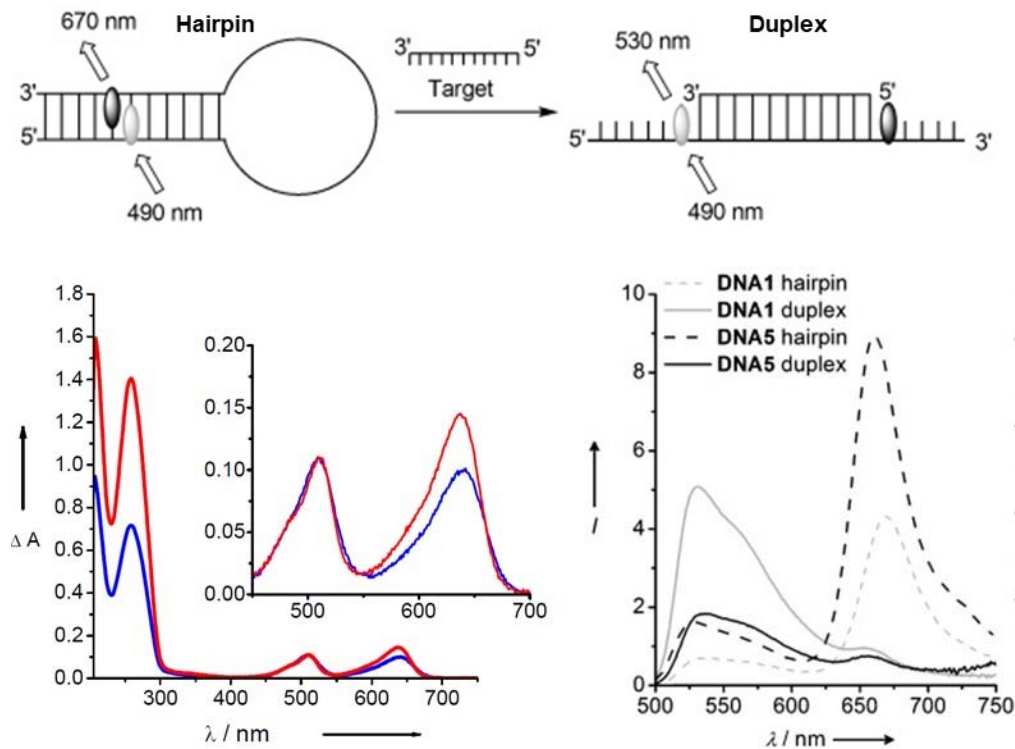 670 nm
Hairpin
Duplex
3'
5'
530 nm
Target
3'
5'
3'
5'
5'
3'
490 nm
490 nm
1.8
1.6
1.4
1.2
1.0
0.8
0.6
0.4
0.2
0.0
Δ A
300 400 500 600 700
λ / nm
0.20
0.15
0.10
0.05
0.00
500 600 700
DNA1 hairpin
DNA1 duplex
DNA5 hairpin
DNA5 duplex
10
8
6
4
2
0
I
500 550 600 650 700 750
λ / nm